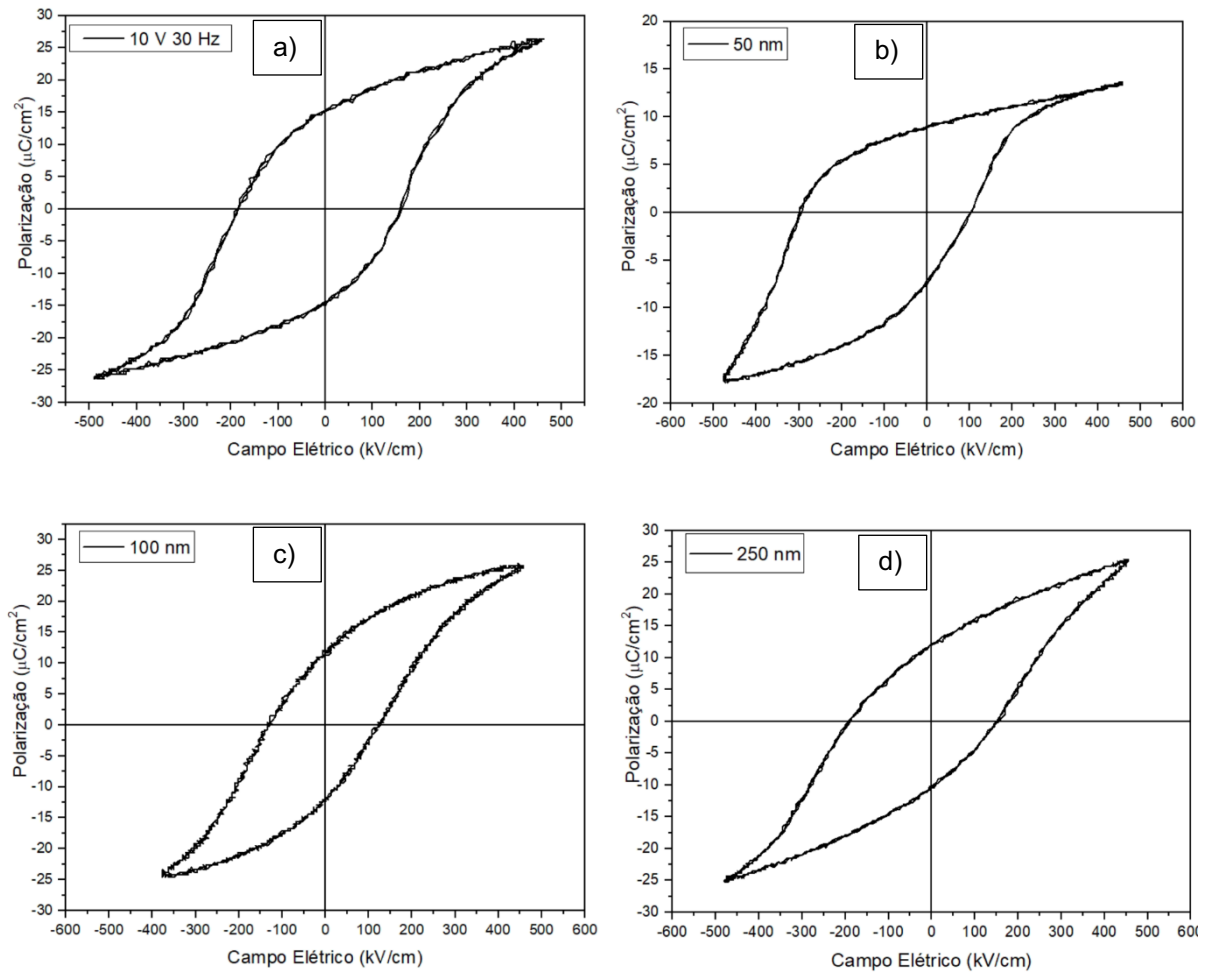 10 V 30 Hz
a)
30
25
20
15
10
5
0
-5
-10
-15
-20
-25
-30
Polarização (μC/cm²)
-500 -400 -300 -200 -100 0 100 200 300 400 500
Campo Elétrico (kV/cm)
50 nm
b)
20
15
10
5
0
-5
-10
-15
-20
Polarização (μC/cm²)
-600 -500 -400 -300 -200 -100 0 100 200 300 400 500 600
Campo Elétrico (kV/cm)
100 nm
c)
30
25
20
15
10
5
0
-5
-10
-15
-20
-25
-30
Polarização (μC/cm²)
-600 -500 -400 -300 -200 -100 0 100 200 300 400 500 600
Campo Elétrico (kV/cm)
250 nm
d)
30
25
20
15
10
5
0
-5
-10
-15
-20
-25
-30
Polarização (μC/cm²)
-600 -500 -400 -300 -200 -100 0 100 200 300 400 500 600
Campo Elétrico (kV/cm)